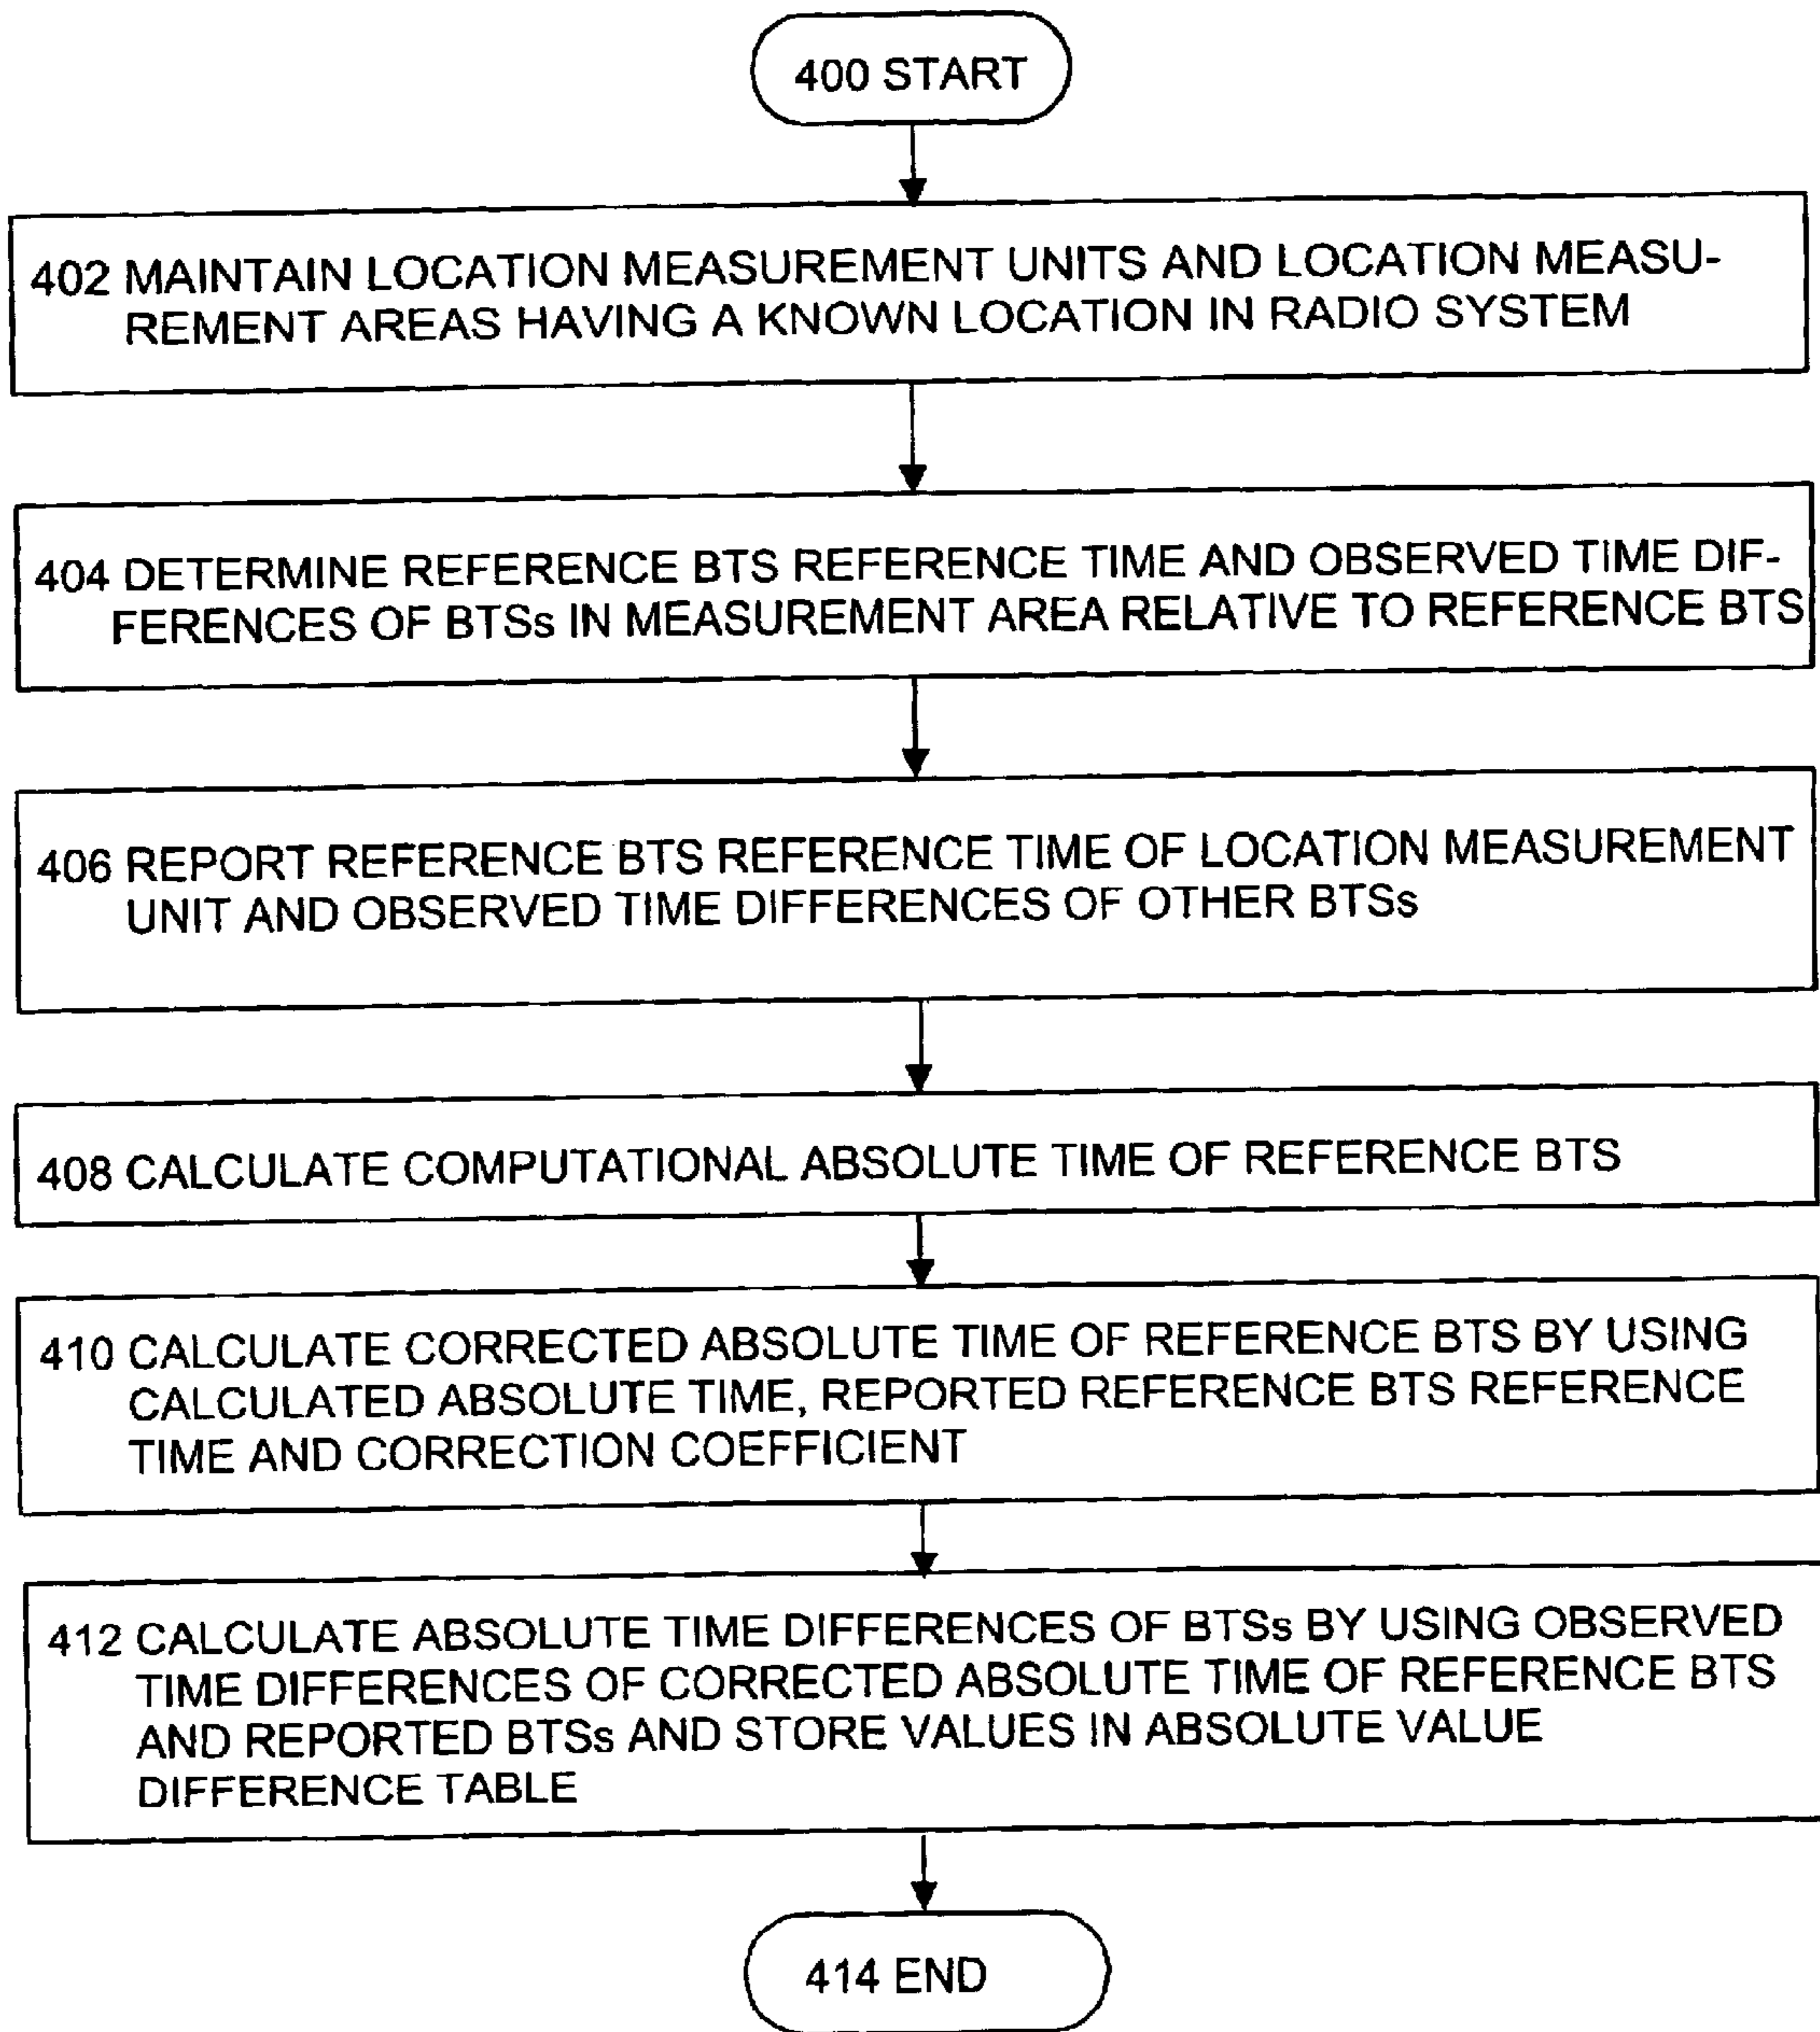 400 START
402 MAINTAIN LOCATION MEASUREMENT UNITS AND LOCATION MEASU-
REMENT AREAS HAVING A KNOWN LOCATION IN RADIO SYSTEM
404 DETERMINE REFERENCE BTS REFERENCE TIME AND OBSERVED TIME DIF-
FERENCES OF BTSs IN MEASUREMENT AREA RELATIVE TO REFERENCE BTS
406 REPORT REFERENCE BTS REFERENCE TIME OF LOCATION MEASUREMENT
UNIT AND OBSERVED TIME DIFFERENCES OF OTHER BTSs
408 CALCULATE COMPUTATIONAL ABSOLUTE TIME OF REFERENCE BTS
410 CALCULATE CORRECTED ABSOLUTE TIME OF REFERENCE BTS BY USING
CALCULATED ABSOLUTE TIME, REPORTED REFERENCE BTS REFERENCE
TIME AND CORRECTION COEFFICIENT
412 CALCULATE ABSOLUTE TIME DIFFERENCES OF BTSs BY USING OBSERVED
TIME DIFFERENCES OF CORRECTED ABSOLUTE TIME OF REFERENCE BTS
AND REPORTED BTSs AND STORE VALUES IN ABSOLUTE VALUE
DIFFERENCE TABLE
414 END